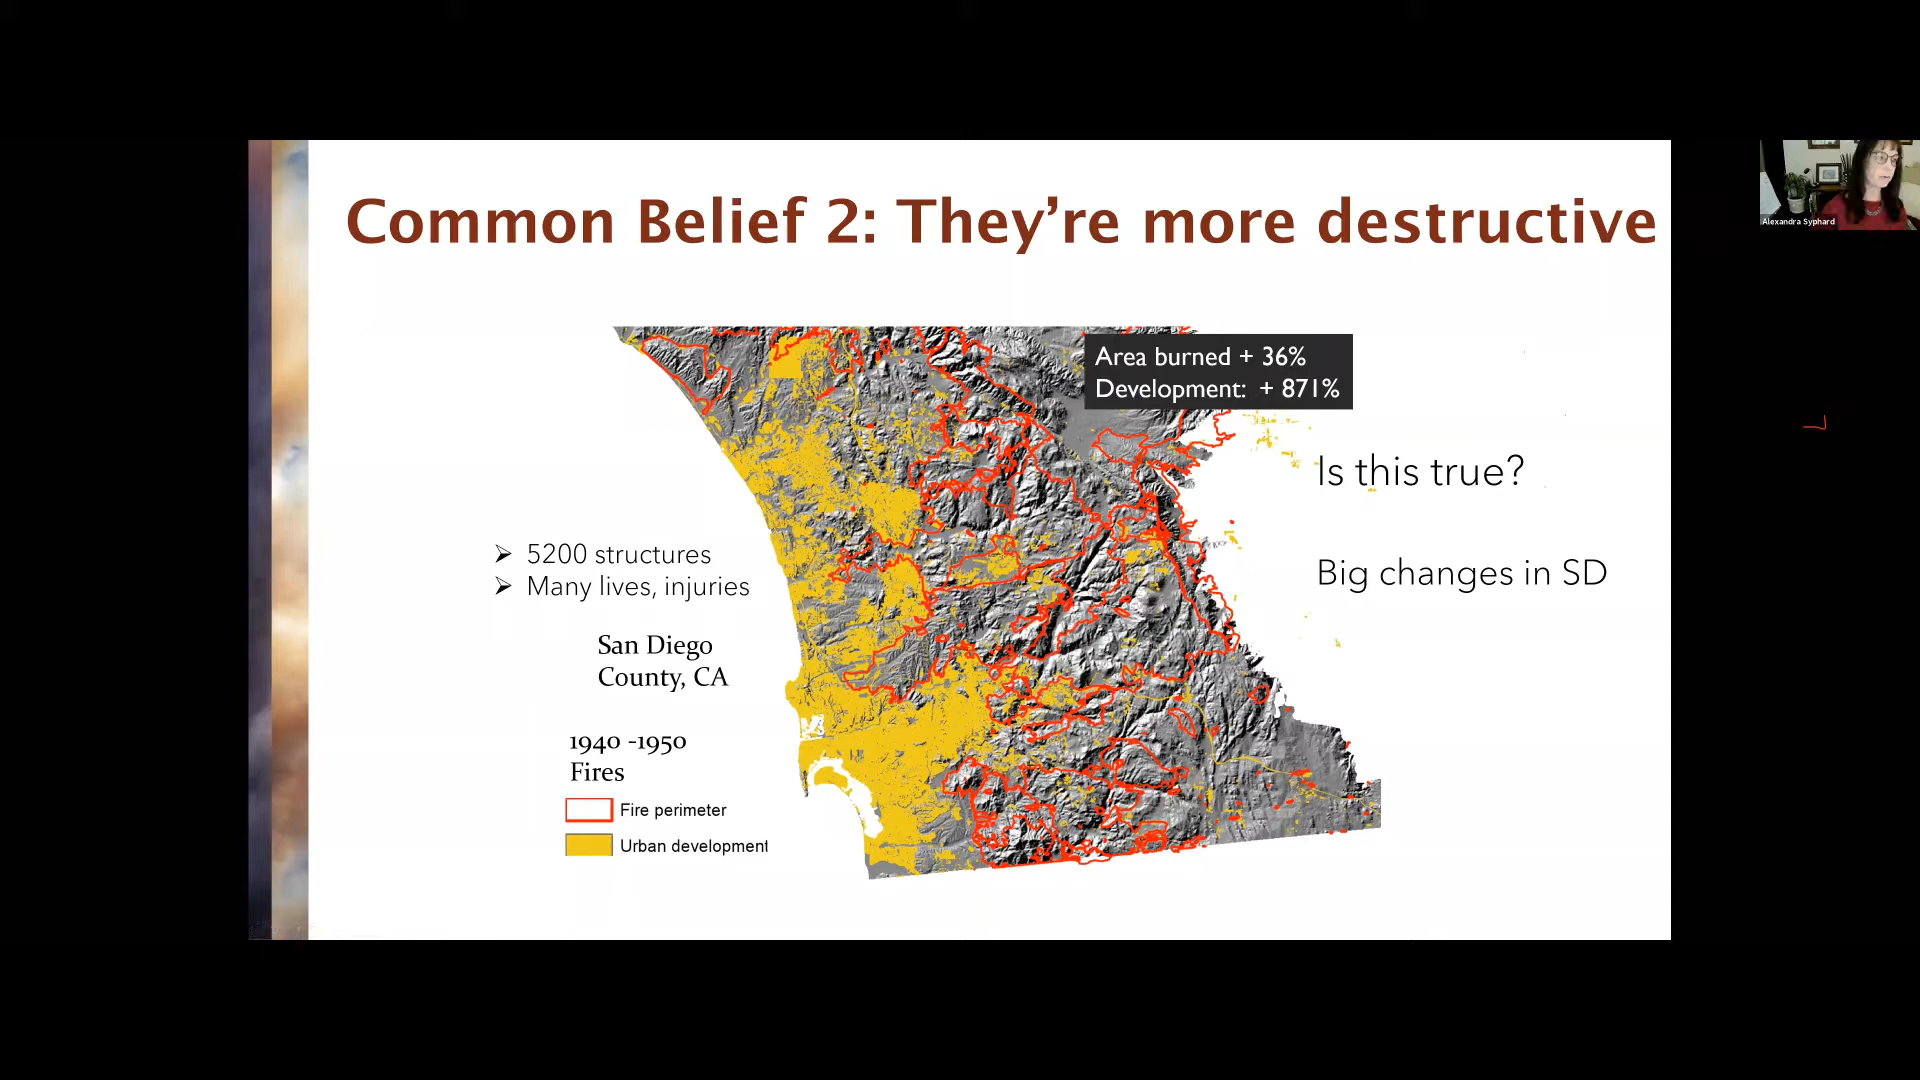 Common Belief 2: They’re more destructive
Area burned + 36%
Development: + 871%
Is this true?
Big changes in SD
➢ 5200 structures
➢ Many lives, injuries
San Diego
County, CA
1940 -1950
Fires
Fire perimeter
Urban development
Alexandra Syphard